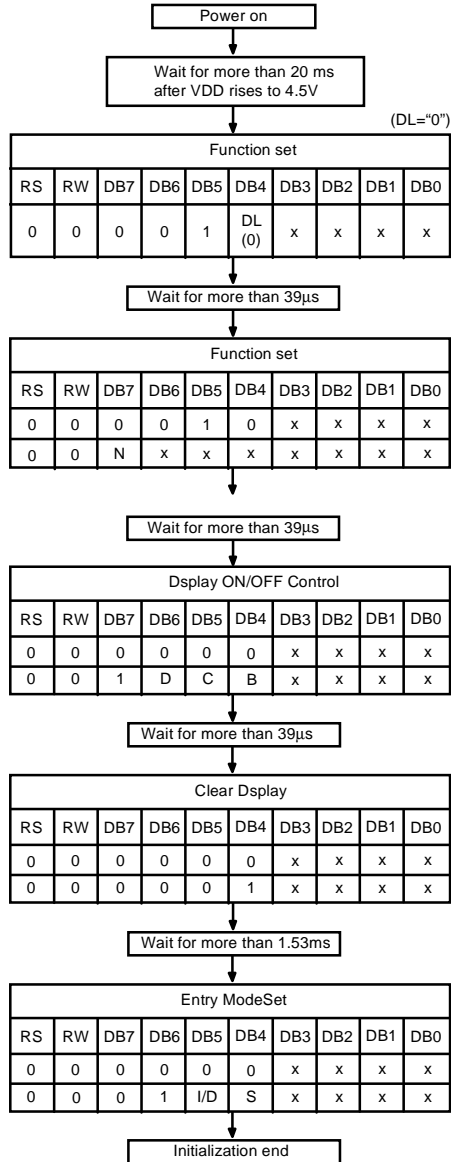 Power on
Wait for more than 20 ms
after VDD rises to 4.5V
(DL=“0”)
Function set
RS RW DB7 DB6 DB5 DB4 DB3 DB2 DB1 DB0
0 0 0 0 1 DL (0) x x x x
Wait for more than 39µs
Function set
RS RW DB7 DB6 DB5 DB4 DB3 DB2 DB1 DB0
0 0 0 0 1 0 x x x x
0 0 N x x x x x x x
Wait for more than 39µs
Dsplay ON/OFF Control
RS RW DB7 DB6 DB5 DB4 DB3 DB2 DB1 DB0
0 0 0 0 0 0 x x x x
0 0 1 D C B x x x x
Wait for more than 39µs
Clear Dsplay
RS RW DB7 DB6 DB5 DB4 DB3 DB2 DB1 DB0
0 0 0 0 0 0 x x x x
0 0 0 0 0 1 x x x x
Wait for more than 1.53ms
Entry ModeSet
RS RW DB7 DB6 DB5 DB4 DB3 DB2 DB1 DB0
0 0 0 0 0 0 x x x x
0 0 0 1 I/D S x x x x
Initialization end